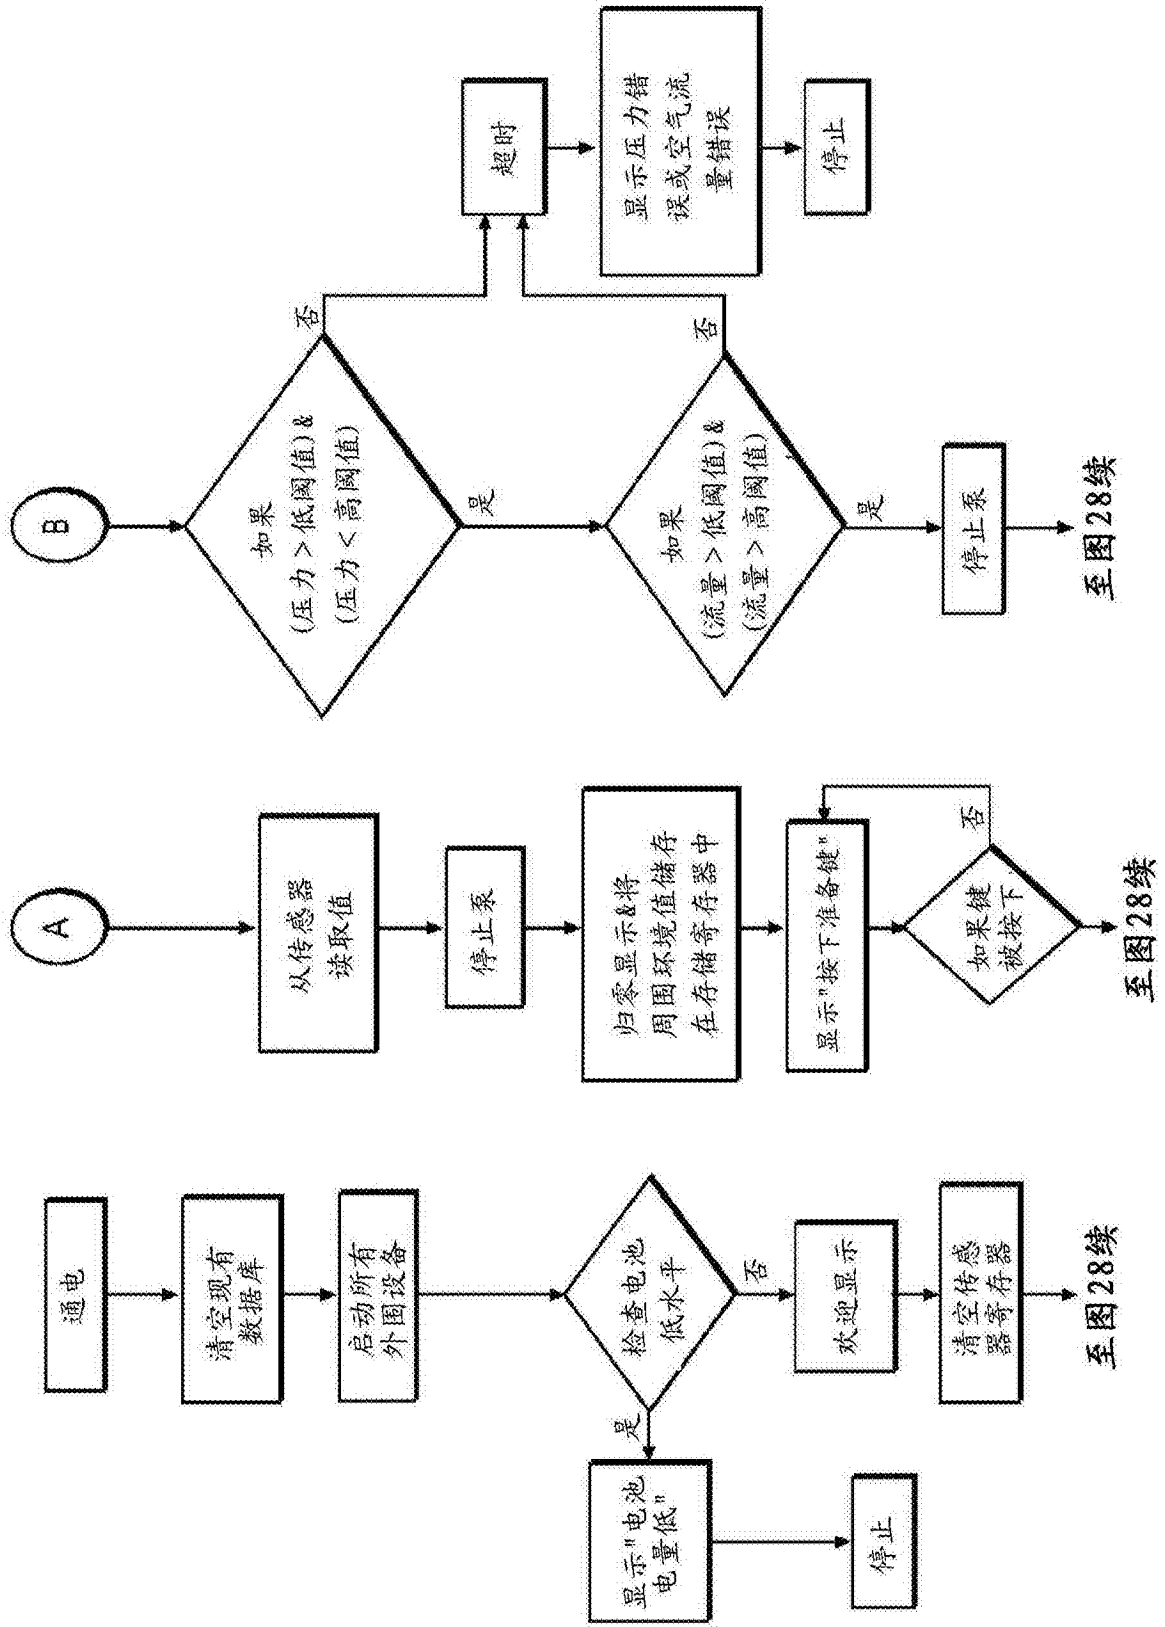 通电
清空现有
数据库
启动所有
外围设备
检查电池
低水平
是
显示"电池
电量低"
停止
否
欢迎显示
清空传感
器寄存器
至图28续
A
从传感器
读取值
停止泵
归零显示&将
周围环境值储存
在存储寄存器中
显示"按下准备键"
如果键
被按下
否
至图28续
B
如果
(压力>低阈值)&
(压力<高阈值)
否
是
如果
(流量>低阈值)&
(流量>高阈值)
否
是
停止泵
至图28续
超时
显示压力错
误或空气流
量错误
停止